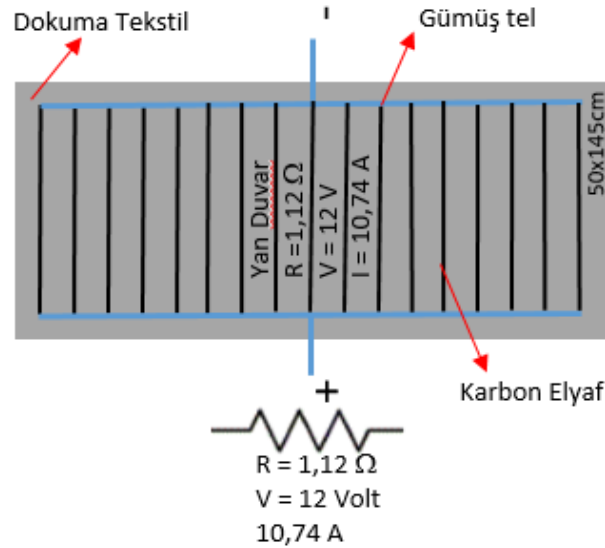 Dokuma Tekstil
-
Gümüş tel
50x145cm
Yan Duvar
R =1,12 Ω
V = 12 V
I = 10,74 A
+
Karbon Elyaf
R = 1,12 Ω
V = 12 Volt
10,74 A